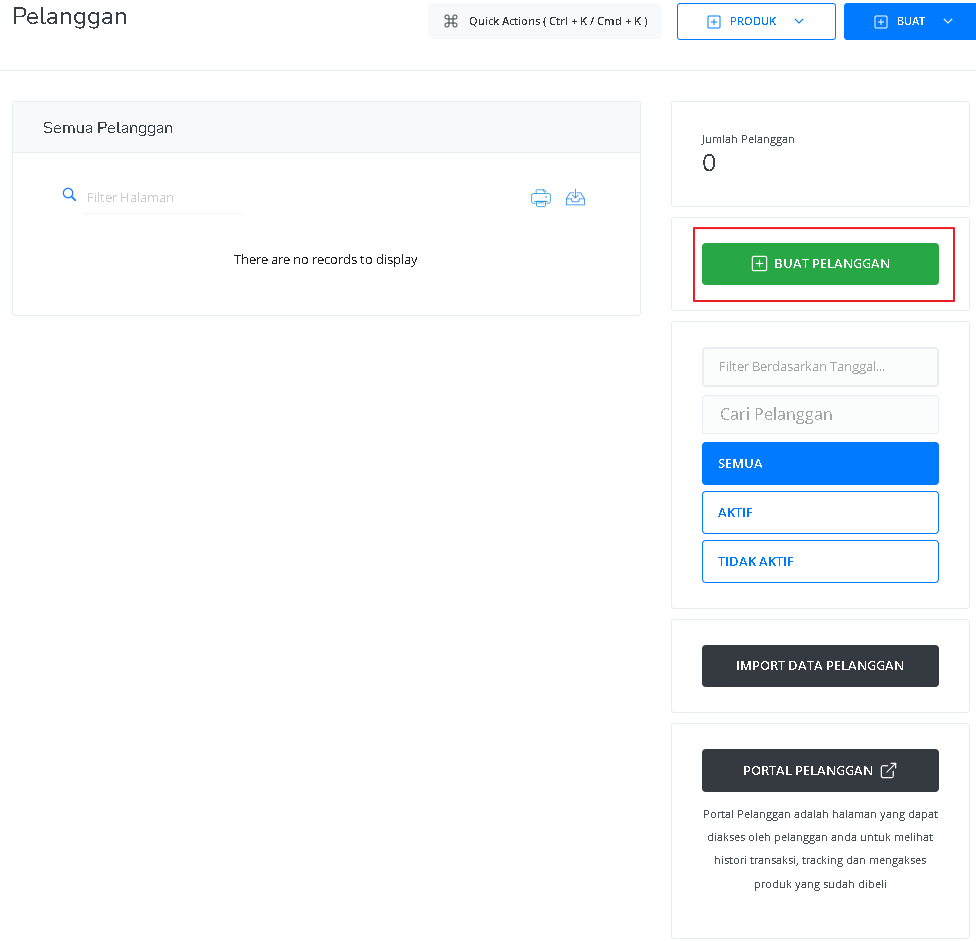 Pelanggan
Quick Actions ( Ctrl + K / Cmd + K )
PRODUK
BUAT
Semua Pelanggan
Filter Halaman
There are no records to display
Jumlah Pelanggan
0
BUAT PELANGGAN
Filter Berdasarkan Tanggal...
Cari Pelanggan
SEMUA
AKTIF
TIDAK AKTIF
IMPORT DATA PELANGGAN
PORTAL PELANGGAN
Portal Pelanggan adalah halaman yang dapat
diakses oleh pelanggan anda untuk melihat
histori transaksi, tracking dan mengakses
produk yang sudah dibeli